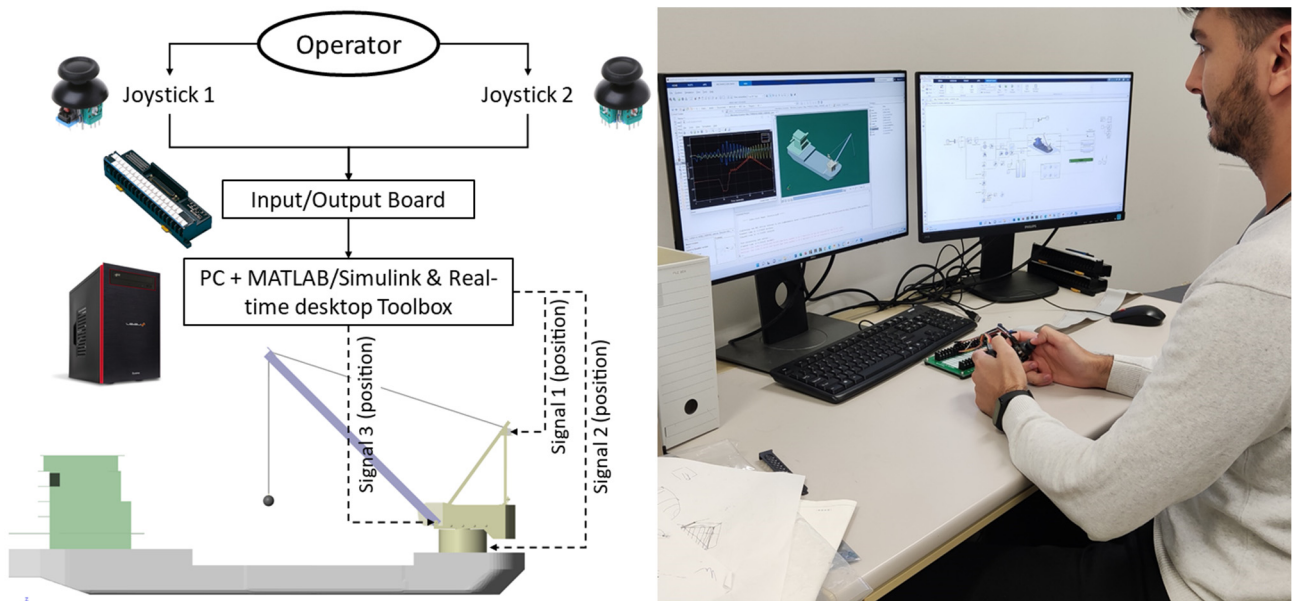 Operator
Joystick 1
Joystick 2
Input/Output Board
PC + MATLAB/Simulink & Real-
time desktop Toolbox
Signal 3 (position)
Signal 1 (position)
Signal 2 (position)
PHILIPS